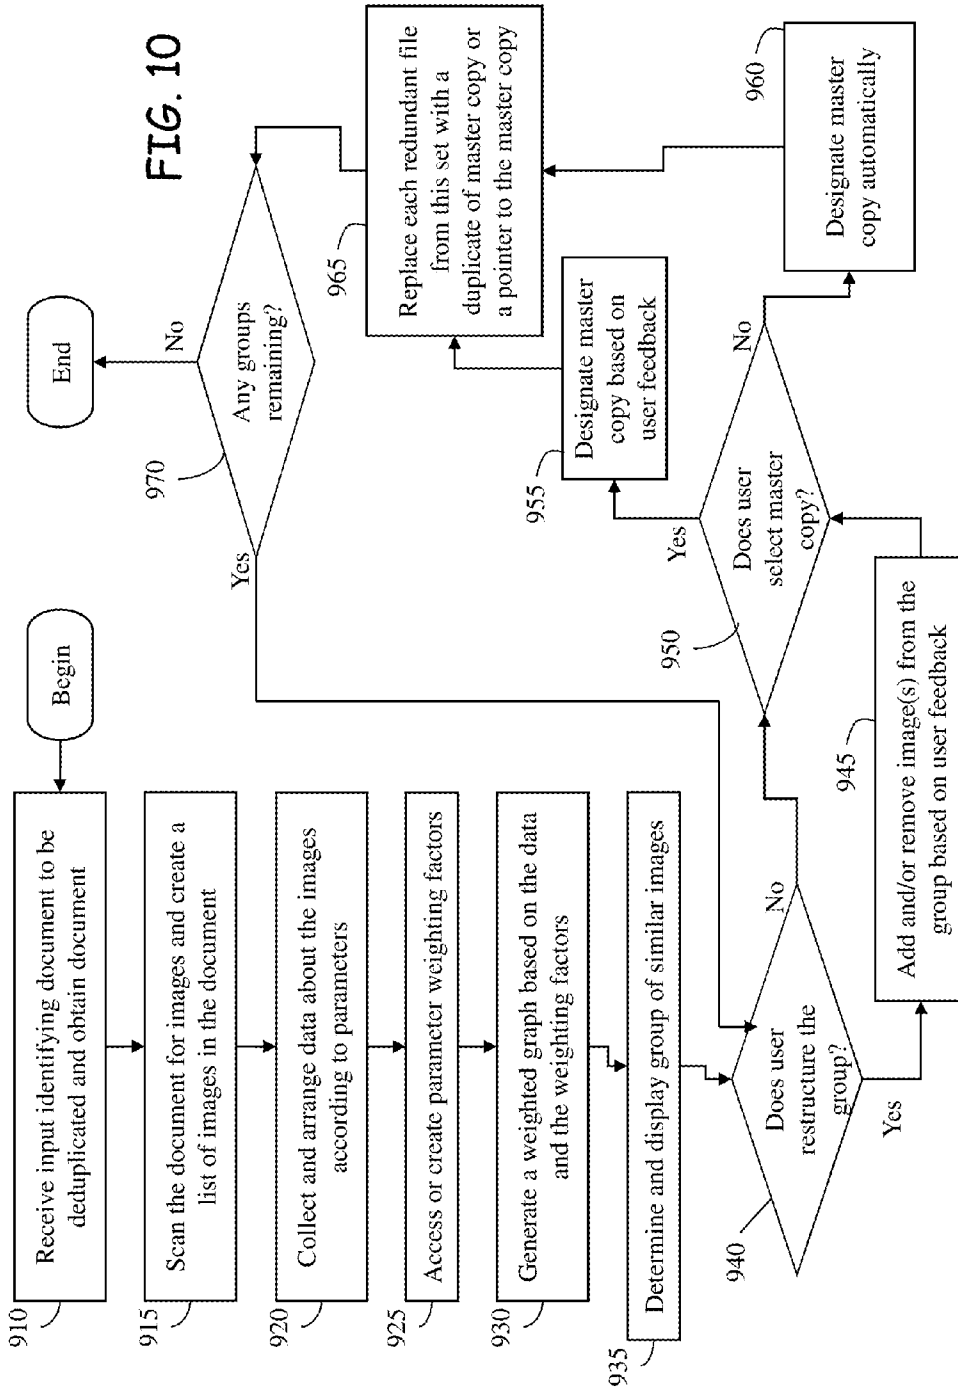 FIG. 10
Begin
910
Receive input identifying document to be
deduplicated and obtain document
915
Scan the document for images and create a
list of images in the document
920
Collect and arrange data about the images
according to parameters
925
Access or create parameter weighting factors
930
Generate a weighted graph based on the data
and the weighting factors
935
Determine and display group of similar images
940
Does user
restructure the
group?
No
Yes
945
Add and/or remove image(s) from the
group based on user feedback
950
Does user
select master
copy?
Yes
No
955
Designate master
copy based on
user feedback
960
Designate master
copy automatically
965
Replace each redundant file
from this set with a
duplicate of master copy or
a pointer to the master copy
970
Any groups
remaining?
Yes
No
End